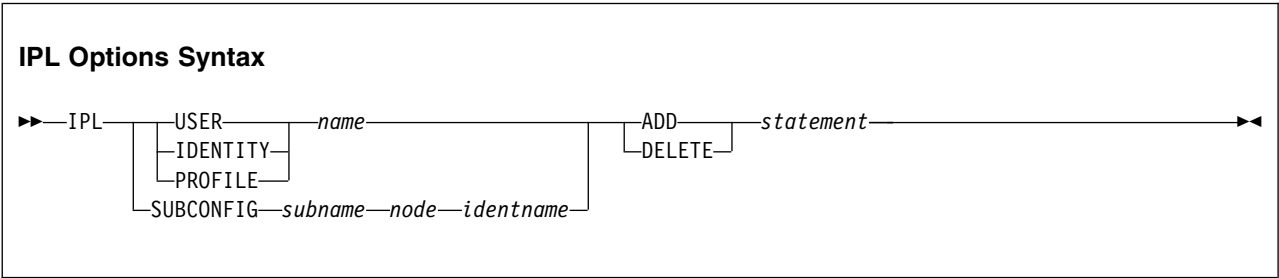 IPL Options Syntax
IPL USER name ADD statement
IDENTITY DELETE
PROFILE
SUBCONFIG subname node identname